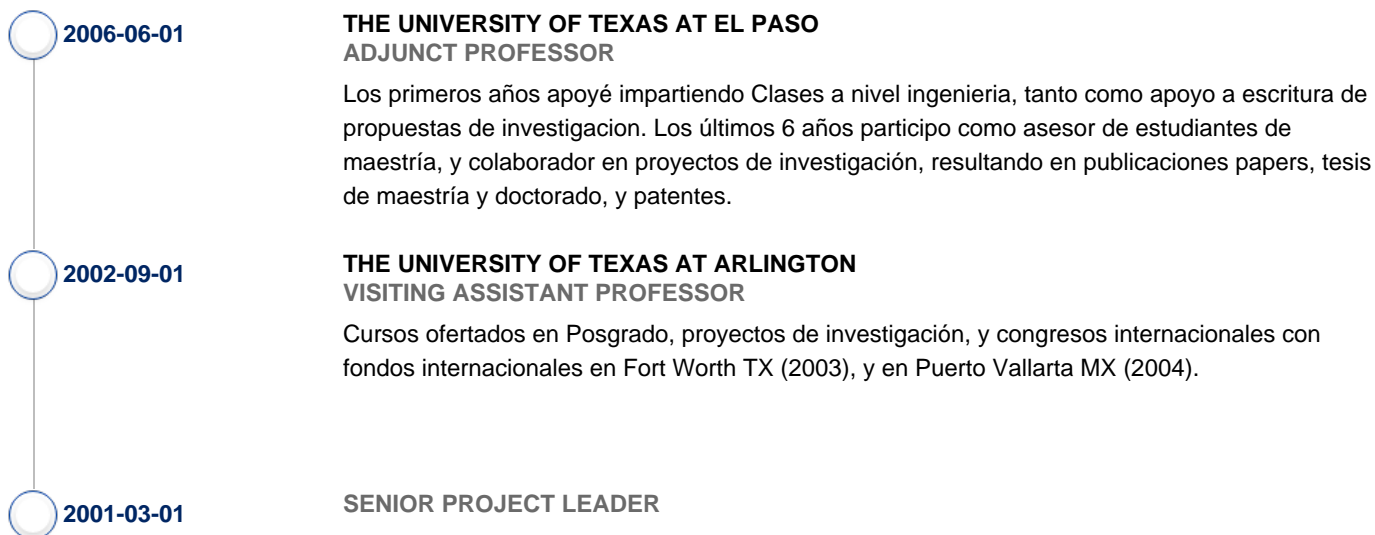 2006-06-01
THE UNIVERSITY OF TEXAS AT EL PASO
ADJUNCT PROFESSOR
Los primeros años apoyé impartiendo Clases a nivel ingenieria, tanto como apoyo a escritura de
propuestas de investigacion. Los últimos 6 años participo como asesor de estudiantes de
maestría, y colaborador en proyectos de investigación, resultando en publicaciones papers, tesis
de maestría y doctorado, y patentes.
2002-09-01
THE UNIVERSITY OF TEXAS AT ARLINGTON
VISITING ASSISTANT PROFESSOR
Cursos ofertados en Posgrado, proyectos de investigación, y congresos internacionales con
fondos internacionales en Fort Worth TX (2003), y en Puerto Vallarta MX (2004).
2001-03-01
SENIOR PROJECT LEADER